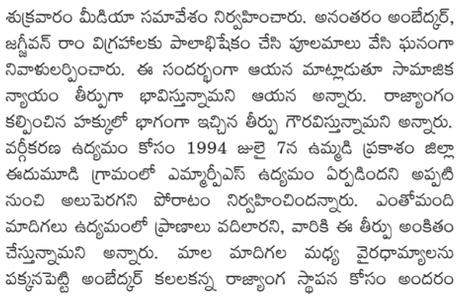 శుక్రవారం మీడియా సమావేశం నిర్వహించారు. అనంతరం అంబేద్కర్,
జగ్జీవన్ రాం విగ్రహాలకు పాలాభిషేకం చేసి పూలమాలు వేసి ఘనంగా
నివాళులర్పించారు. ఈ సందర్భంగా ఆయన మాట్లాడుతూ సామాజిక
న్యాయం తీర్పుగా భావిస్తున్నామని ఆయన అన్నారు. రాజ్యాంగం
కల్పించిన హక్కులో భాగంగా ఇచ్చిన తీర్పు గౌరవిస్తున్నామని అన్నారు.
వర్గీకరణ ఉద్యమం కోసం 1994 జులై 7న ఉమ్మడి ప్రకాశం జిల్లా
ఈదుమూడి గ్రామంలో ఎమ్మార్పీఎస్ ఉద్యమం ఏర్పడిందని అప్పటి
నుంచి అలుపెరగని పోరాటం నిర్వహించిందన్నారు. ఎంతోమంది
మాదిగలు ఉద్యమంలో ప్రాణాలు వదిలారని, వారికి ఈ తీర్పు అంకితం
చేస్తున్నామని అన్నారు. మాల మాదిగల మధ్య వైరధామ్యాలను
పక్కనపెట్టి అంబేద్కర్ కలలకన్న రాజ్యాంగ స్థాపన కోసం అందరం